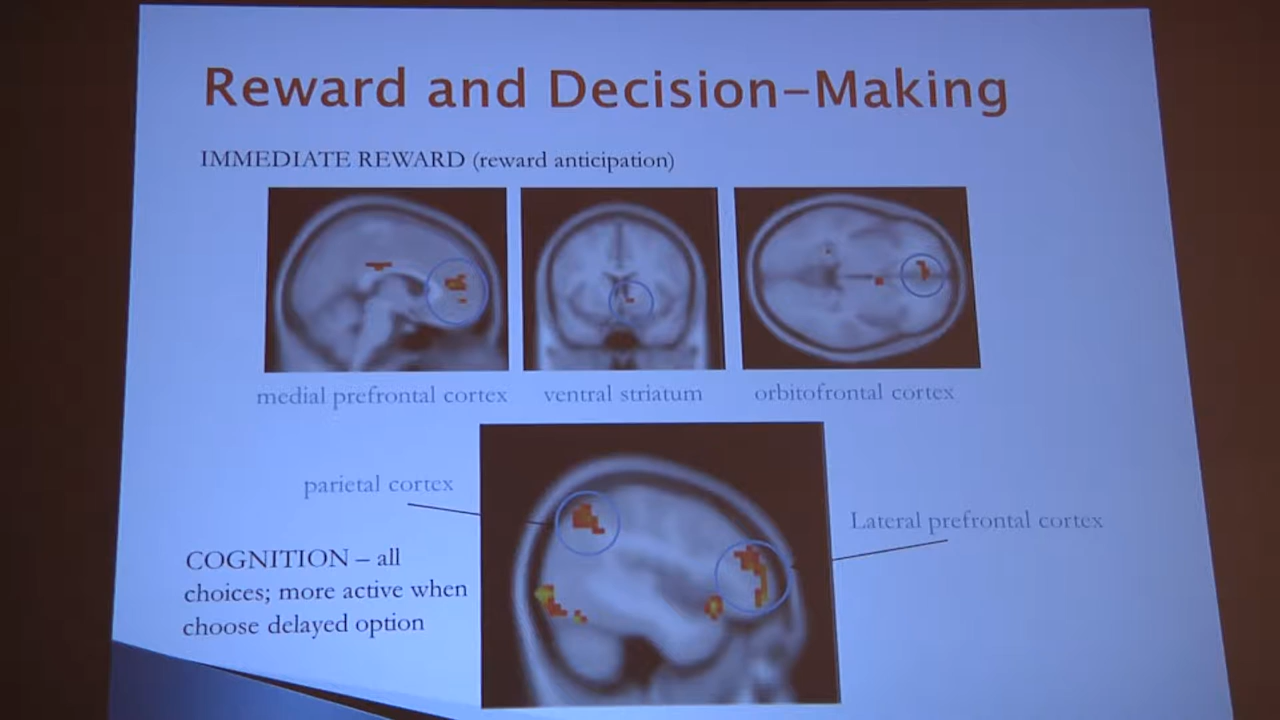 Reward and Decision-Making
IMMEDIATE REWARD (reward anticipation)
medial prefrontal cortex
ventral striatum
orbitofrontal cortex
parietal cortex
Lateral prefrontal cortex
COGNITION – all
choices; more active when
choose delayed option